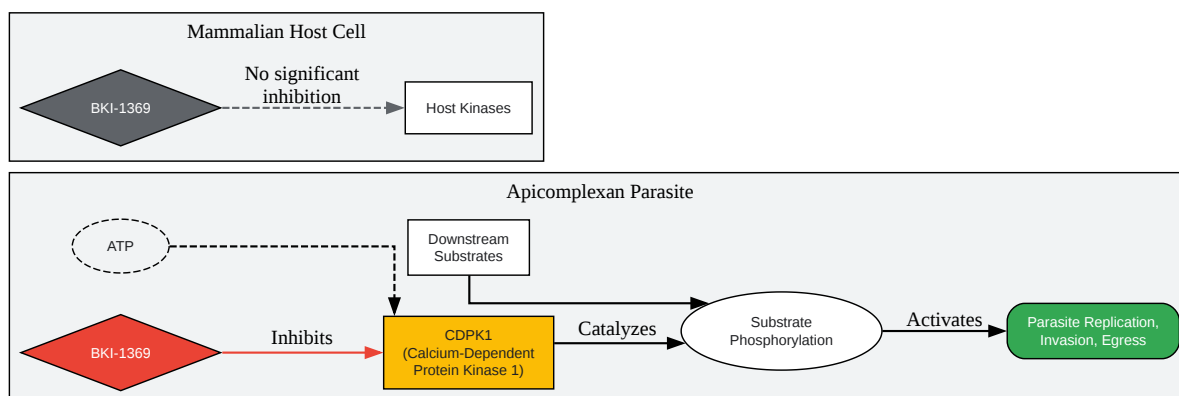 Mammalian Host Cell
BKI-1369
No significant
inhibition
Host Kinases
Apicomplexan Parasite
ATP
Downstream
Substrates
BKI-1369
Inhibits
CDPK1
(Calcium-Dependent
Protein Kinase 1)
Catalyzes
Substrate
Phosphorylation
Activates
Parasite Replication,
Invasion, Egress